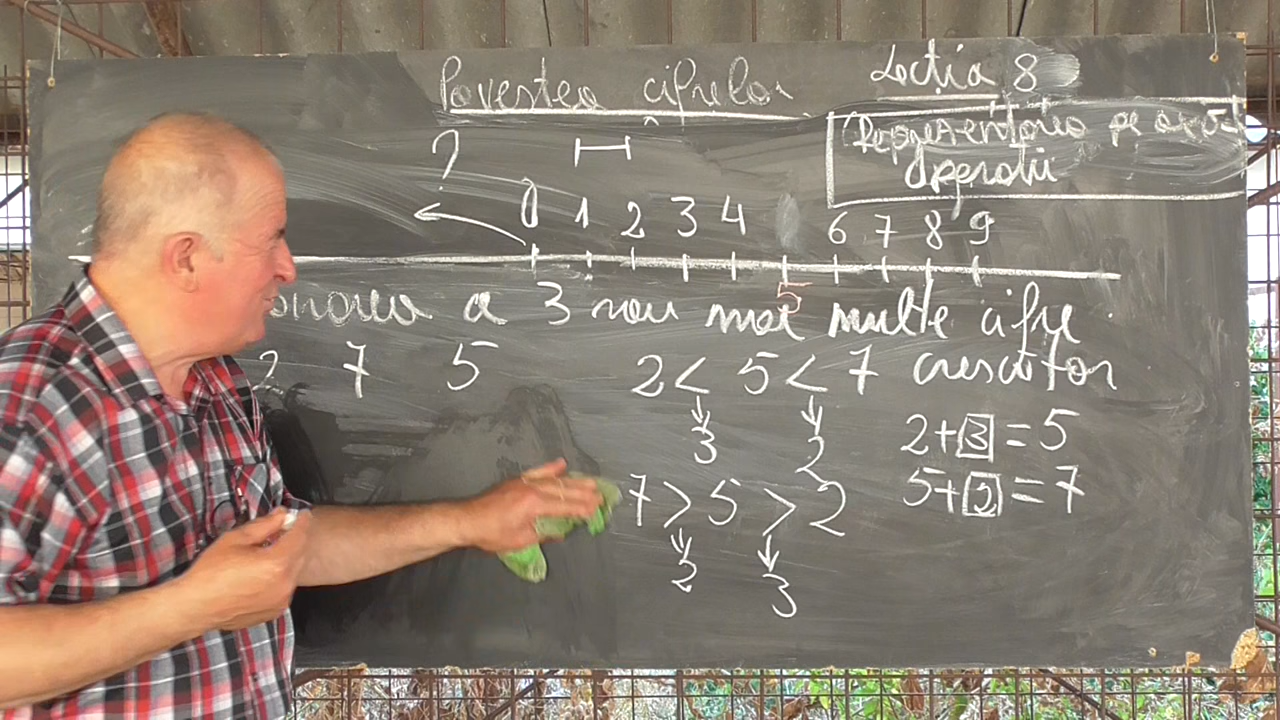 Povestea cifrelor
Lecția 8
Reprezentarea pe axă
Operații
?
0 1 2 3 4 6 7 8 9
5
a 3 sau mai multe cifre
2 7 5
2 < 5 < 7 crescător
3 2
2+3=5
7 > 5 > 2
5+2=7
2 3